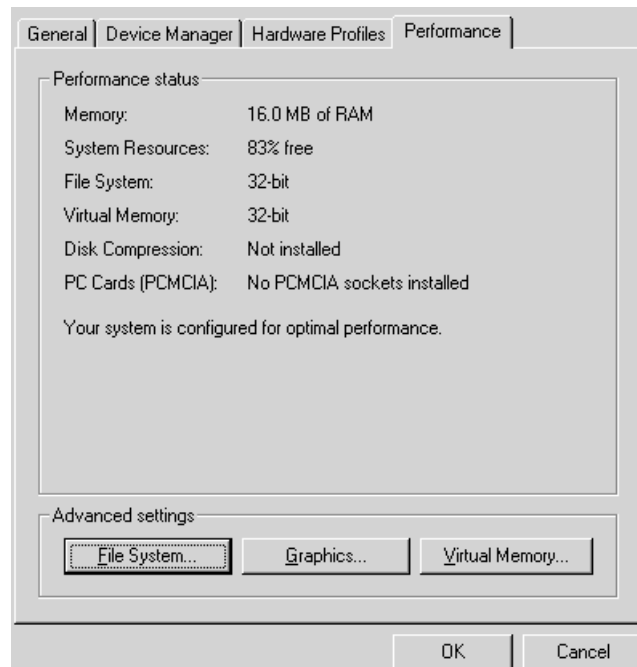 General Device Manager Hardware Profiles Performance
Performance status
Memory: 16.0 MB of RAM
System Resources: 83% free
File System: 32-bit
Virtual Memory: 32-bit
Disk Compression: Not installed
PC Cards (PCMCIA): No PCMCIA sockets installed
Your system is configured for optimal performance.
Advanced settings
File System... Graphics... Virtual Memory...
OK Cancel